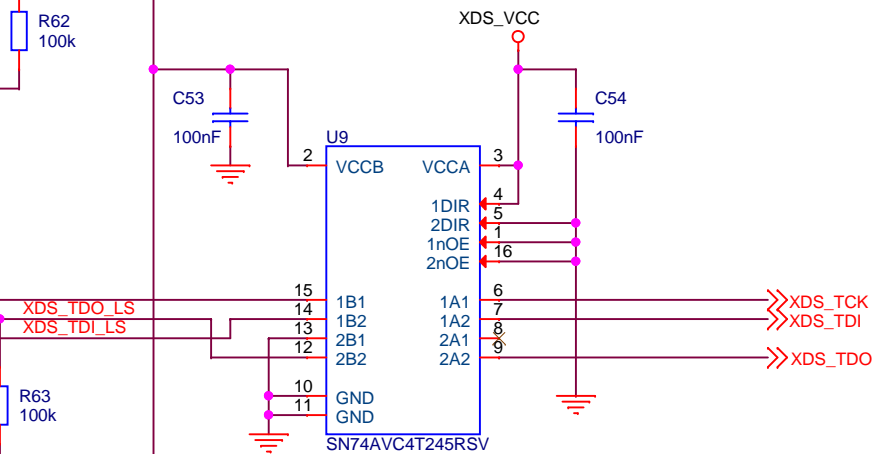 XDS_VCC
R62
100k
C53
100nF
C54
100nF
U9
2
VCCB
VCCA
3
1DIR
4
2DIR
5
1nOE
1
2nOE
16
15
1B1
1A1
6
XDS_TCK
XDS_TDO_LS
14
1B2
1A2
7
XDS_TDI
XDS_TDI_LS
13
2B1
2A1
8
12
2B2
2A2
9
XDS_TDO
10
GND
11
GND
R63
100k
SN74AVC4T245RSV